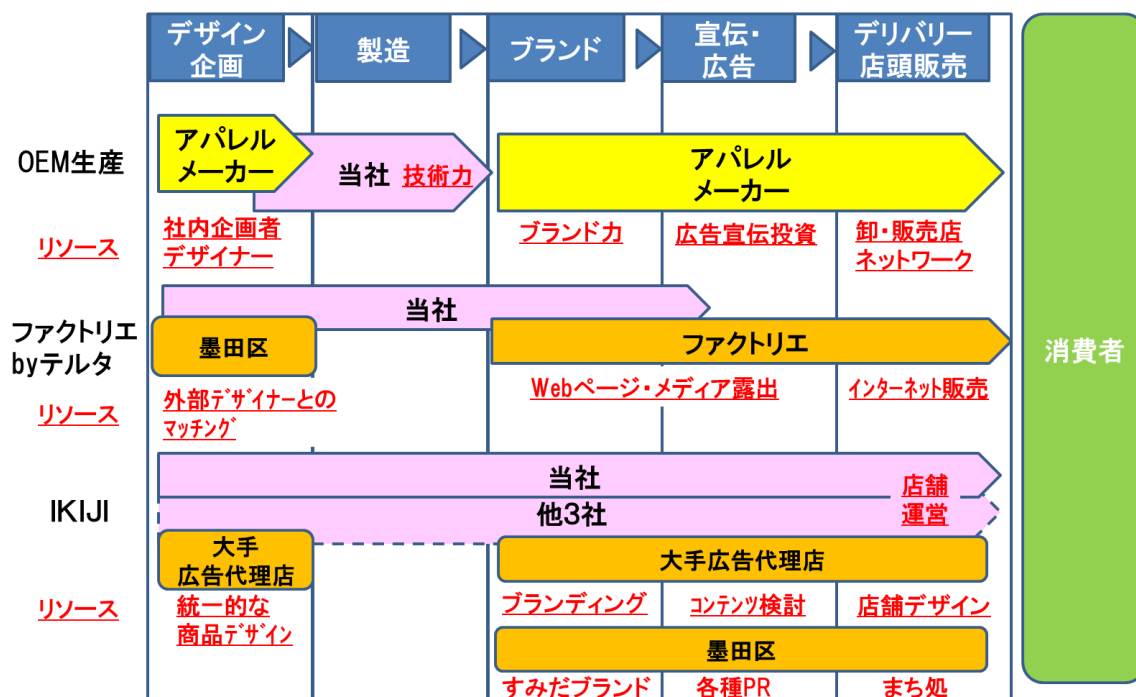 デザイン
企画
製造
ブランド
宣伝・
広告
デリバリー
店頭販売
消費者
OEM生産
アパレル
メーカー
当社 技術力
アパレル
メーカー
リソース
社内企画者
デザイナー
ブランド力
広告宣伝投資
卸・販売店
ネットワーク
ファクトリエ
byテルタ
当社
墨田区
ファクトリエ
リソース
外部ﾃﾞｻﾞｲﾅｰとの
ﾏｯﾁﾝｸﾞ
Webページ・メディア露出
ｲﾝﾀｰﾈｯﾄ販売
IKIJI
当社
他3社
店舗
運営
大手
広告代理店
大手広告代理店
リソース
統一的な
商品ﾃﾞｻﾞｲﾝ
ブランディング
ｺﾝﾃﾝﾂ検討
店舗デザイン
墨田区
すみだブランド
各種PR
まち処